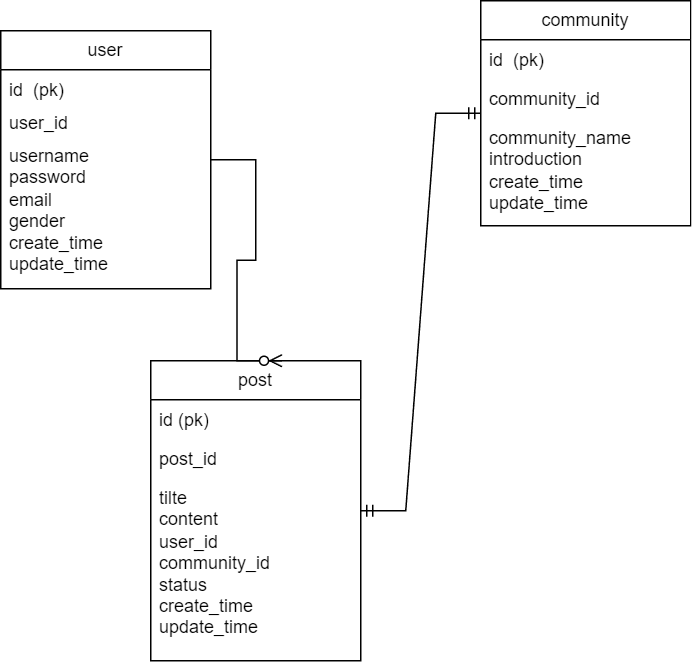 user
id  (pk)
user_id
username
password
email
gender
create_time
update_time
community
id  (pk)
community_id
community_name
introduction
create_time
update_time
post
id (pk)
post_id
tilte
content
user_id
community_id
status
create_time
update_time